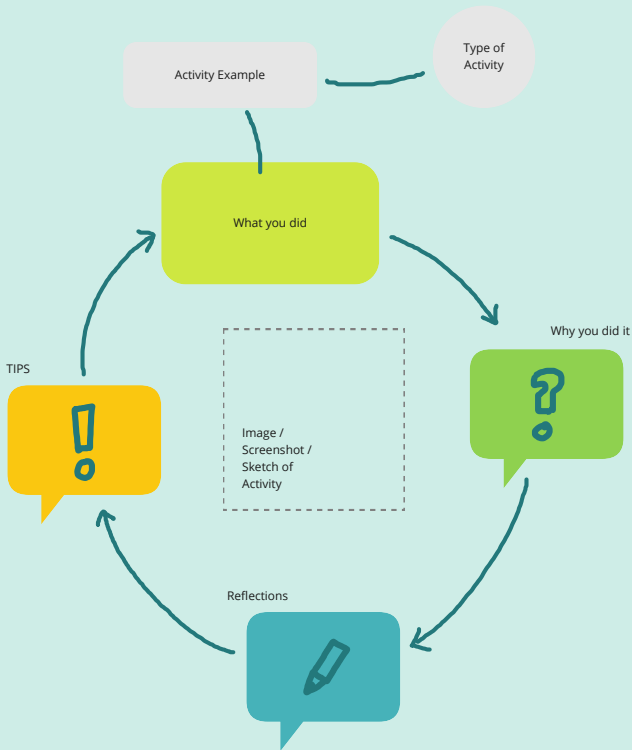 Type of
Activity
Activity Example
What you did
Why you did it
TIPS
Image /
Screenshot /
Sketch of
Activity
Reflections